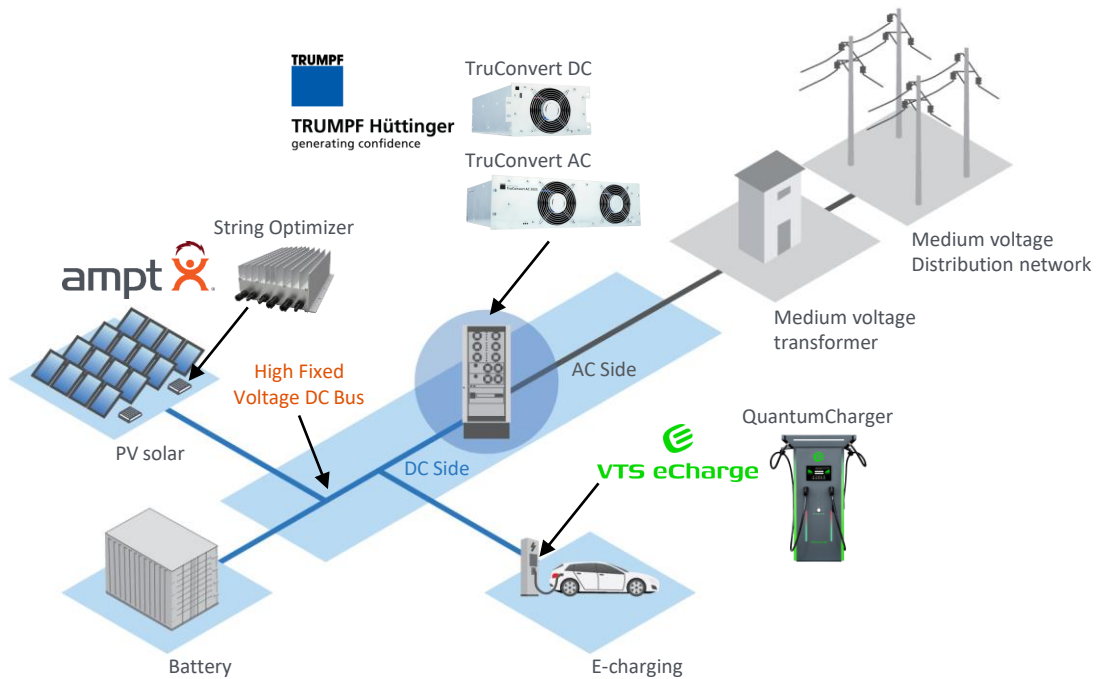 TRUMPF
TRUMPF Hüttinger
generating confidence
TruConvert DC
TruConvert AC
String Optimizer
ampt
Medium voltage
Distribution network
Medium voltage
transformer
High Fixed
Voltage DC Bus
AC Side
QuantumCharger
PV solar
DC Side
VTS eCharge
Battery
E-charging